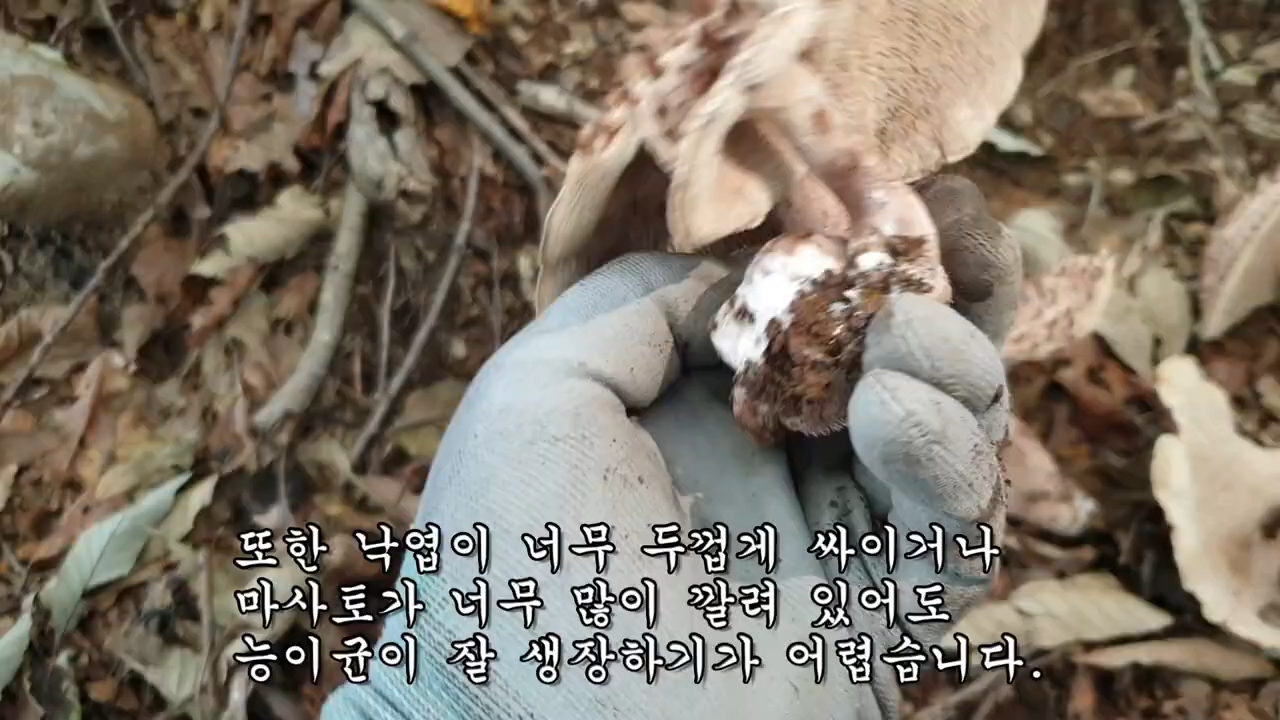 또한 낙엽이 너무 두껍게 싸이거나
마사토가 너무 많이 깔려 있어도
능이균이 잘 생장하기가 어렵습니다.